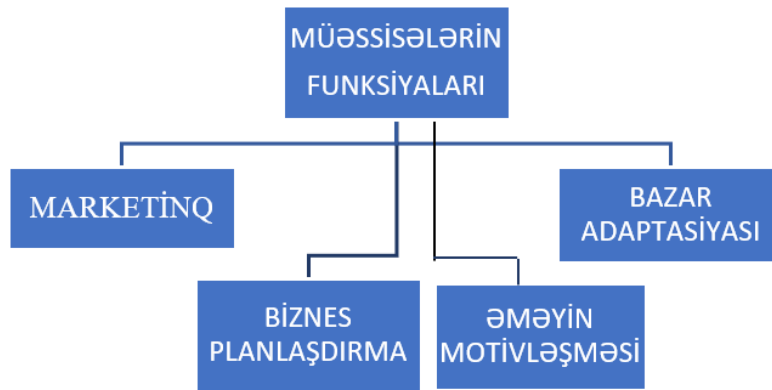 MÜƏSSİSƏLƏRİN
FUNKSİYALARI
MARKETİNQ
BAZAR
ADAPTASİYASI
BİZNES
PLANLAŞDIRMA
ƏMƏYİN
MOTİVLƏŞMƏSİ